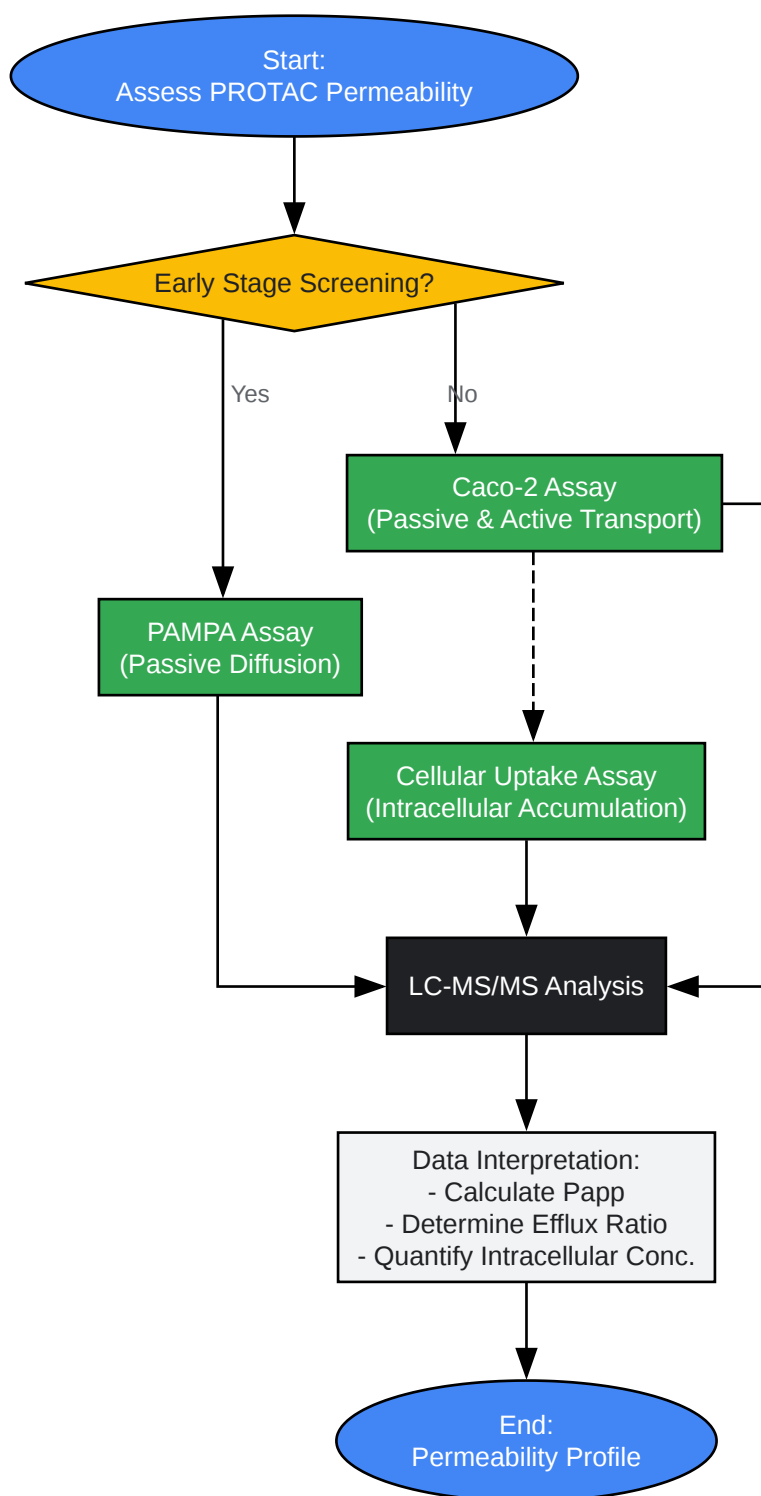 Start:
Assess PROTAC Permeability
Early Stage Screening?
Yes
No
Caco-2 Assay
(Passive & Active Transport)
PAMPA Assay
(Passive Diffusion)
Cellular Uptake Assay
(Intracellular Accumulation)
LC-MS/MS Analysis
Data Interpretation:
- Calculate Papp
- Determine Efflux Ratio
- Quantify Intracellular Conc.
End:
Permeability Profile